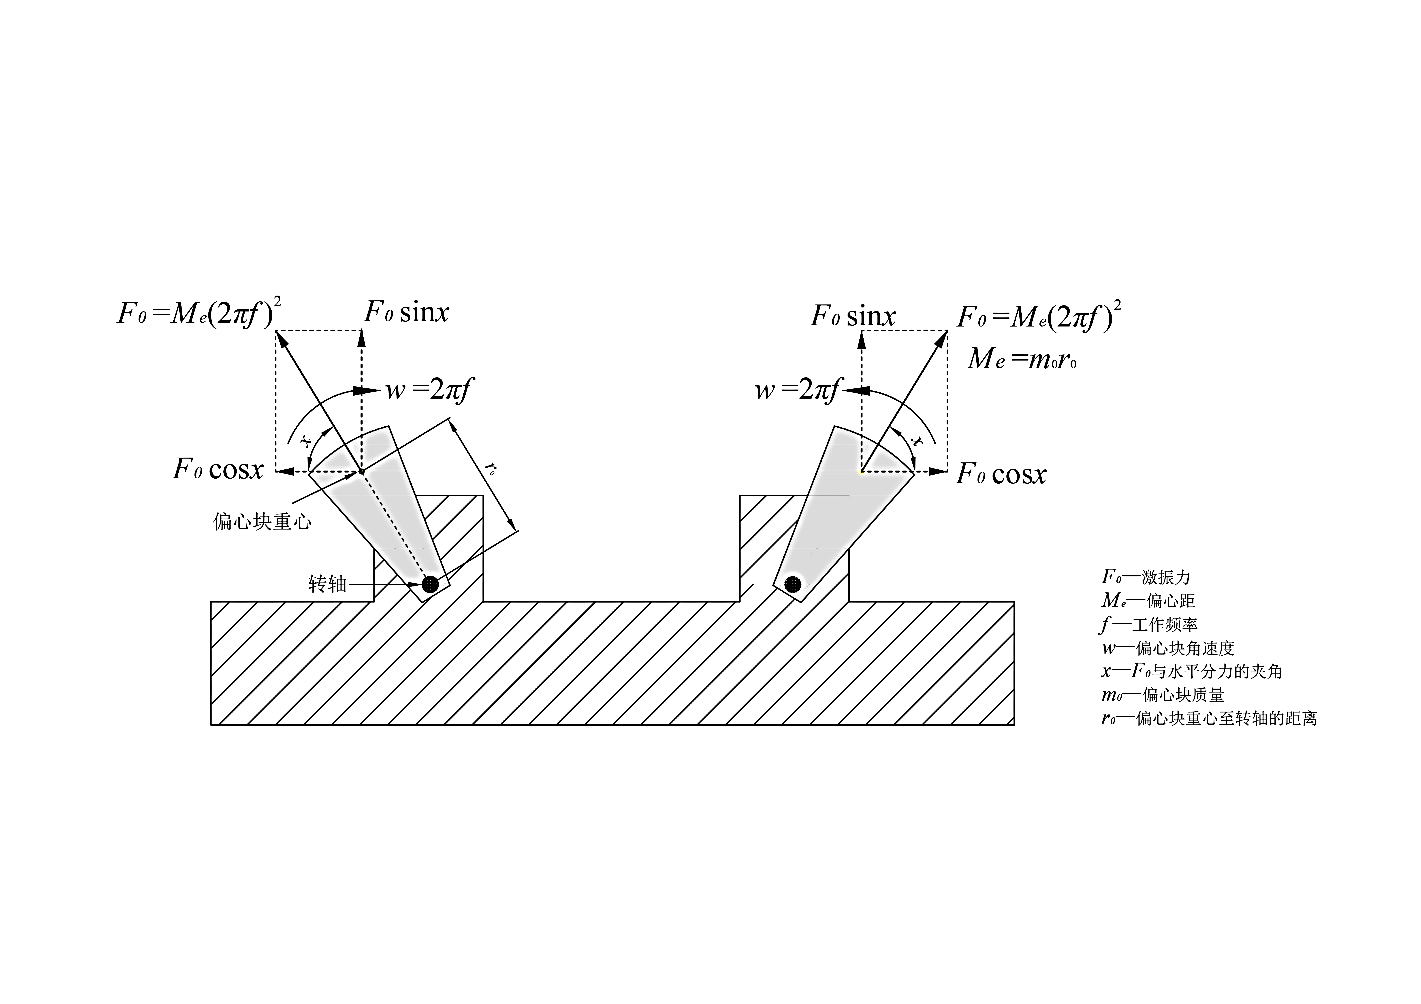 F₀ =Mₑ(2πf)²
F₀ sinx
w =2πf
x
F₀ cosx
r₀
偏心块重心
转轴
F₀ sinx
F₀ =Mₑ(2πf)²
Mₑ =m₀r₀
w =2πf
x
F₀ cosx
F₀—激振力
Mₑ—偏心距
f—工作频率
w—偏心块角速度
x—F₀与水平分力的夹角
m₀—偏心块质量
r₀—偏心块重心至转轴的距离